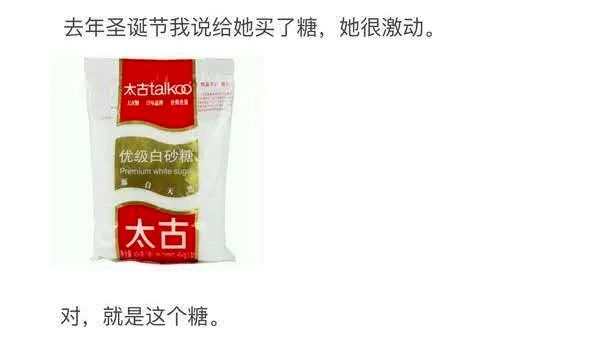 去年圣诞节我说给她买了糖，她很激动。
太古taikoo
优级白砂糖
Premium white sugar
太古
对，就是这个糖。